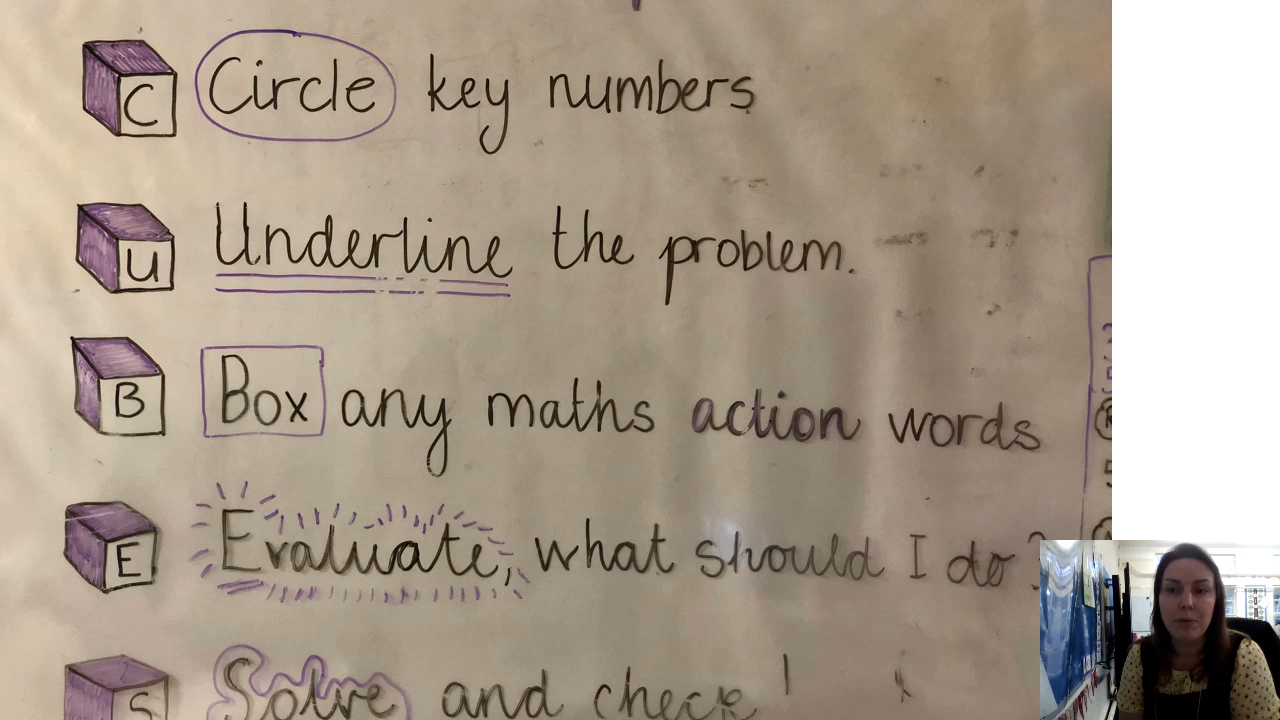 C Circle key numbers
U Underline the problem.
B Box any maths action words
E Evaluate, what should I do?
S Solve and check!